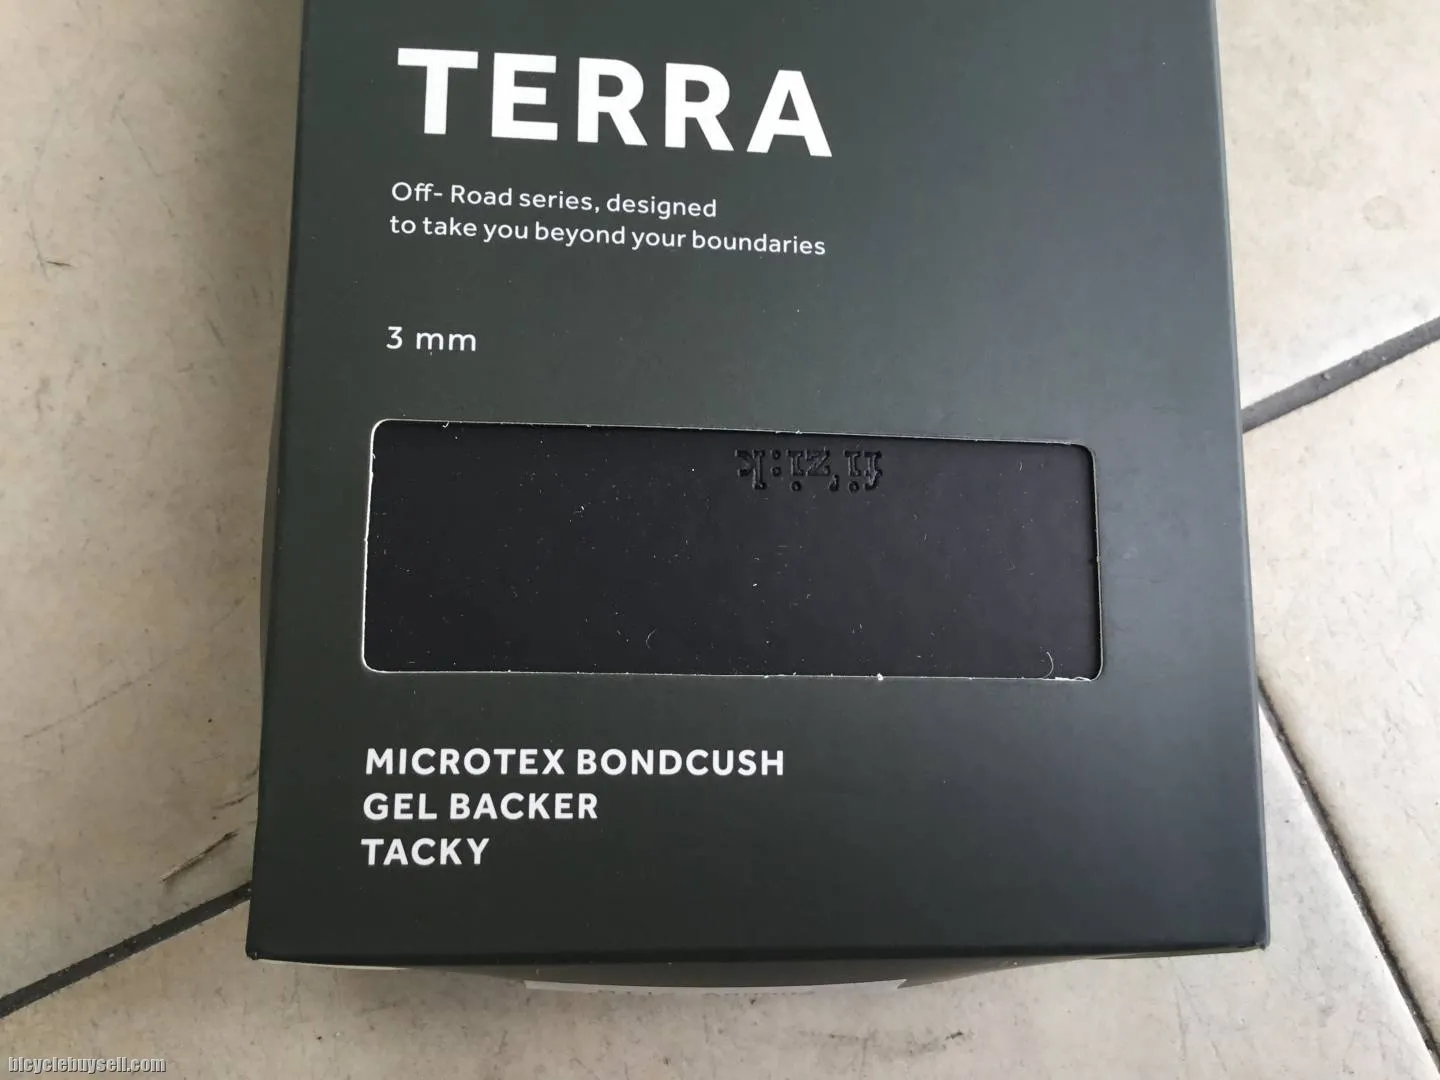 TERRA
Off- Road series, designed
to take you beyond your boundaries
3 mm
fi'zi:k
MICROTEX BONDCUSH
GEL BACKER
TACKY
bicyclebuysell.com